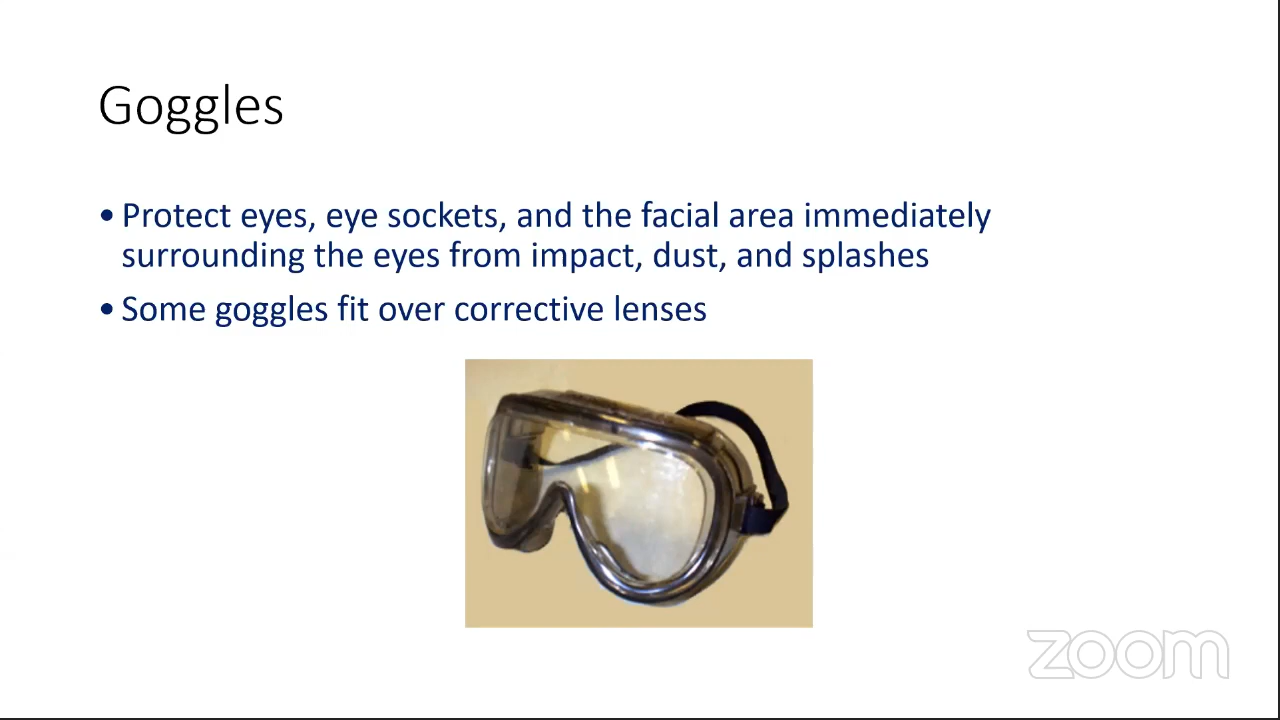 Goggles
• Protect eyes, eye sockets, and the facial area immediately
surrounding the eyes from impact, dust, and splashes
• Some goggles fit over corrective lenses
zoom